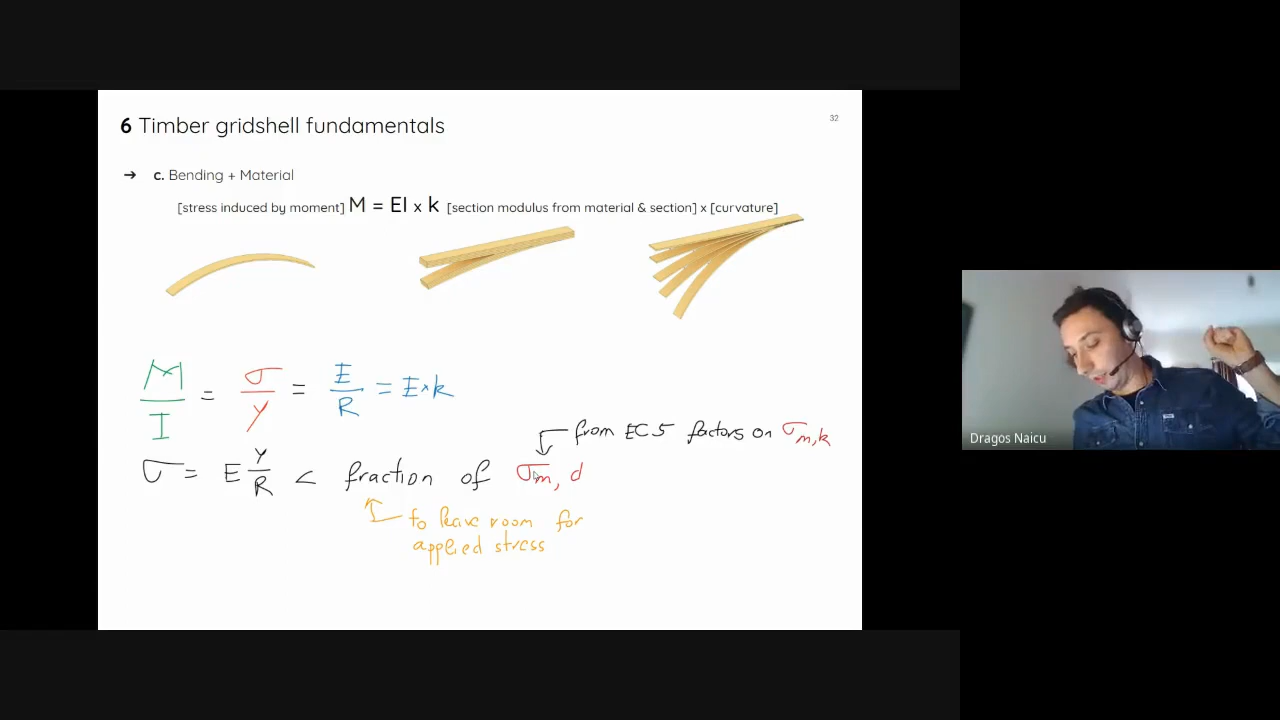 6 Timber gridshell fundamentals
32
→ c. Bending + Material
[stress induced by moment] M = EI x k [section modulus from material & section] x [curvature]
M/I = σ/y = E/R = E×k
from EC5 factors on σm,k
σ = E y/R < fraction of σm, d
to leave room for
applied stress
Dragos Naicu